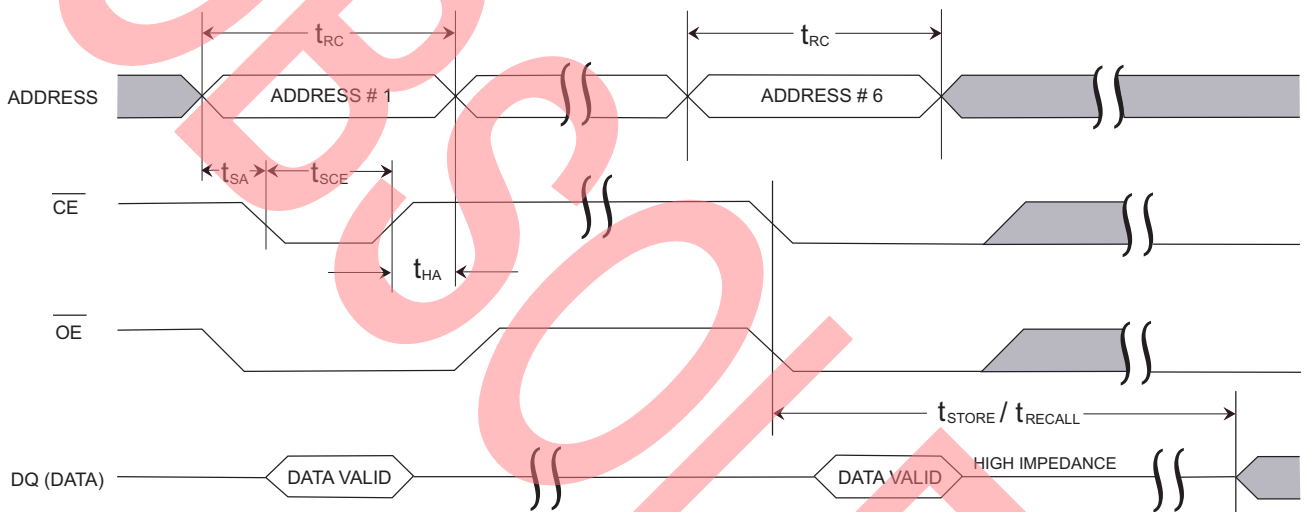 tRC
tRC
ADDRESS
ADDRESS # 1
ADDRESS # 6
tSA
tSCE
CE
tHA
OE
tSTORE / tRECALL
DQ (DATA)
DATA VALID
DATA VALID
HIGH IMPEDANCE